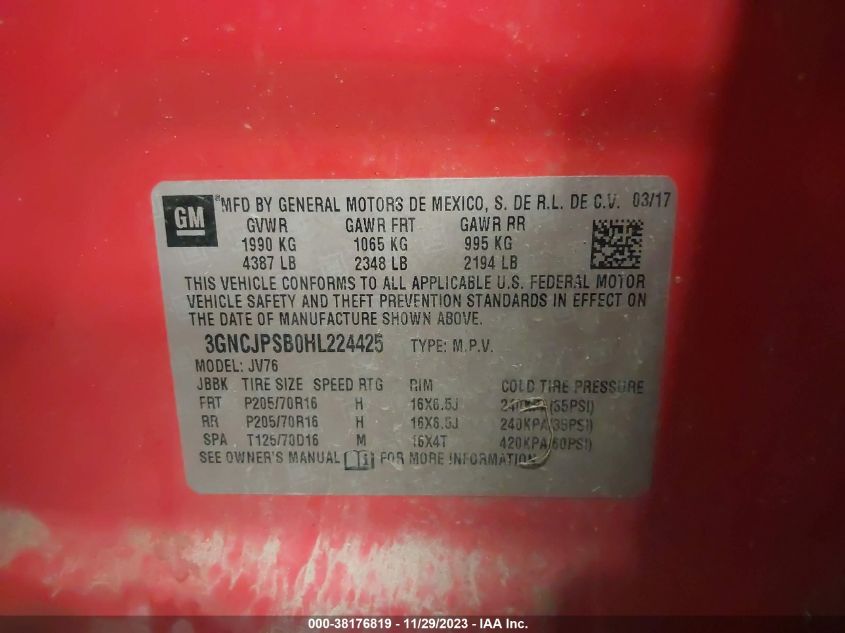 GM ® MFD BY GENERAL MOTORS DE MEXICO, S. DE R.L. DE C.V. 03/17
GVWR GAWR FRT GAWR RR
1990 KG 1065 KG 995 KG
4387 LB 2348 LB 2194 LB
THIS VEHICLE CONFORMS TO ALL APPLICABLE U.S. FEDERAL MOTOR
VEHICLE SAFETY AND THEFT PREVENTION STANDARDS IN EFFECT ON
THE DATE OF MANUFACTURE SHOWN ABOVE.
3GNCJPSB0HL224425 TYPE: M.P.V.
MODEL: JV76
JBBK TIRE SIZE SPEED RTG RIM COLD TIRE PRESSURE
FRT P205/70R16 H 16X6.5J 240KPA(35PSI)
RR P205/70R16 H 16X6.5J 240KPA(35PSI)
SPA T125/70D16 M 16X4T 420KPA(60PSI)
SEE OWNER'S MANUAL FOR MORE INFORMATION
000-38176819 - 11/29/2023 - IAA Inc.